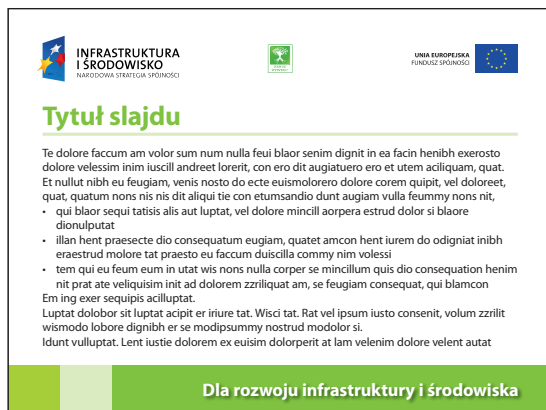 INFRASTRUKTURA
I ŚRODOWISKO
NARODOWA STRATEGIA SPÓJNOŚCI
UNIA EUROPEJSKA
FUNDUSZ SPÓJNOŚCI
Tytuł slajdu
Te dolore faccum am volor sum num nulla feui blaor senim dignit in ea facin henibh exerosto
dolore velessim inim iuscill andreet lorerit, con ero dit augiatuero ero et utem aciliquam, quat.
Et nullut nibh eu feugiam, venis nosto do ecte euismolorero dolore corem quipit, vel doloreet,
quat, quatum nons nis nis dit aliqui tie con etumsandio dunt augiam vulla feummy nons nit,
• qui blaor sequi tatisis alis aut luptat, vel dolore mincill aorpera estrud dolor si blaore
dionulputat
• illan hent praesecte dio consequatum eugiam, quatet amcon hent iurem do odigniat inibh
eraestrud molore tat praesto eu faccum duiscilla commy nim volessi
• tem qui eu feum eum in utat wis nons nulla corper se mincillum quis dio consequation henim
nit prat ate veliquisim init ad dolorem zzriliquat am, se feugiam consequat, qui blamcon
Em ing exer sequipis acilluptat.
Luptat dolobor sit luptat acipit er iriure tat. Wisci tat. Rat vel ipsum iusto consenit, volum zzrilit
wismodo lobore dignibh er se modipsummy nostrud modolor si.
Idunt vulluptat. Lent iustie dolorem ex euisim dolorperit at lam velenim dolore velent autat
Dla rozwoju infrastruktury i środowiska